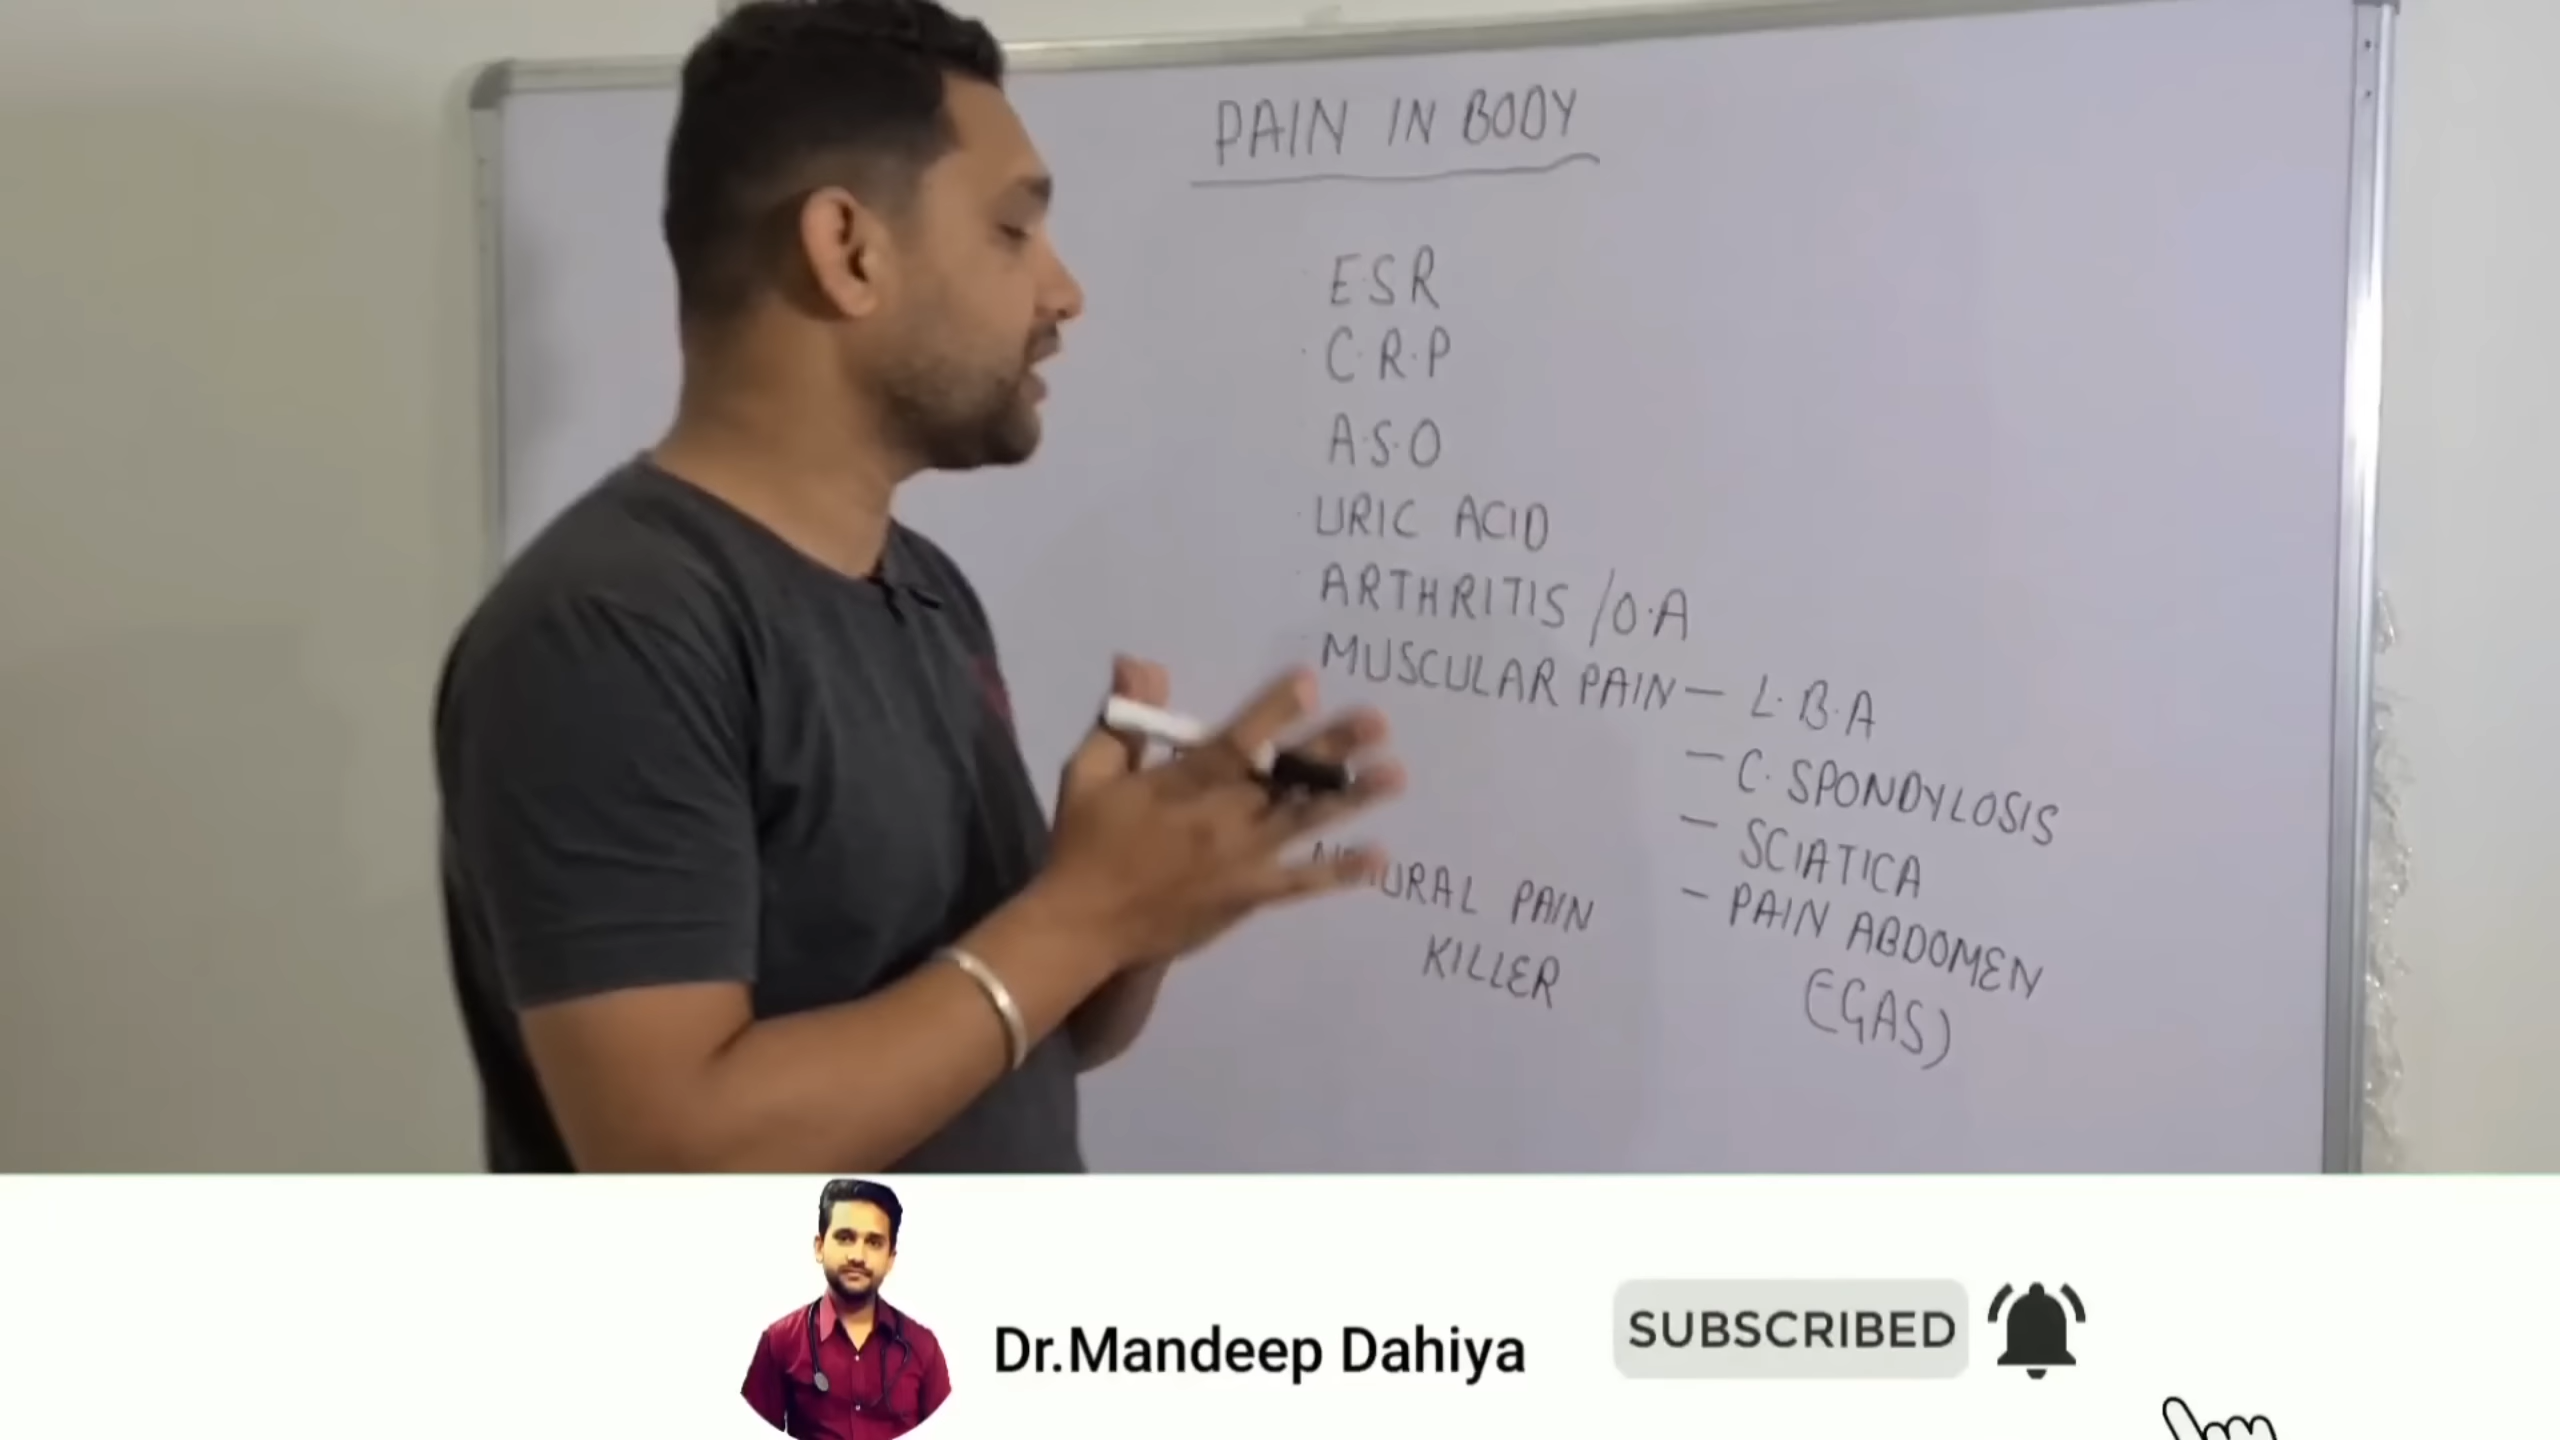 PAIN IN BODY
E.S.R
C.R.P
A.S.O
URIC ACID
ARTHRITIS / O.A
MUSCULAR PAIN — L.B.A
— C. SPONDYLOSIS
— SCIATICA
— PAIN ABDOMEN
(GAS)
NATURAL PAIN
KILLER
Dr.Mandeep Dahiya
SUBSCRIBED